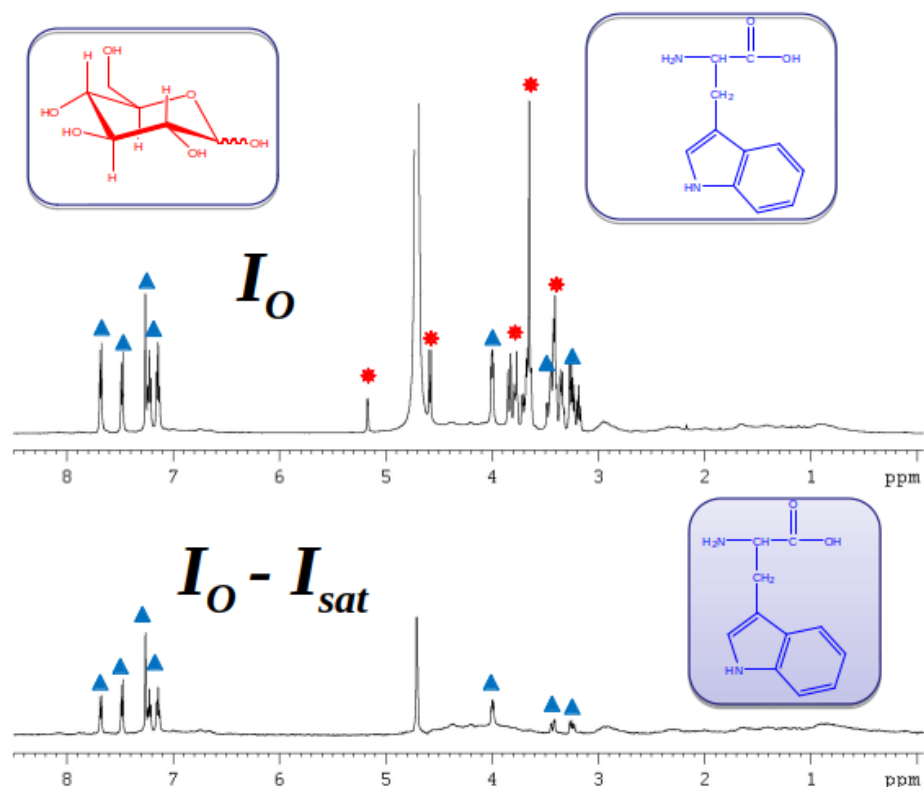 OH
H
O
H
HO
HO
H
OH
OH
H
O
H₂N
CH
C
OH
CH₂
HN
I_O
8 7 6 5 4 3 2 1 ppm
I_O - I_sat
O
H₂N
CH
C
OH
CH₂
HN
8 7 6 5 4 3 2 1 ppm